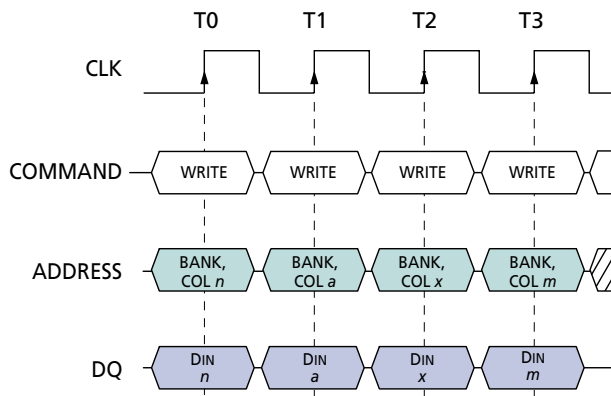 T0 T1 T2 T3
CLK
COMMAND WRITE WRITE WRITE WRITE
ADDRESS
BANK, BANK, BANK, BANK,
COL n COL a COL x COL m
DQ
DIN DIN DIN DIN
n a x m